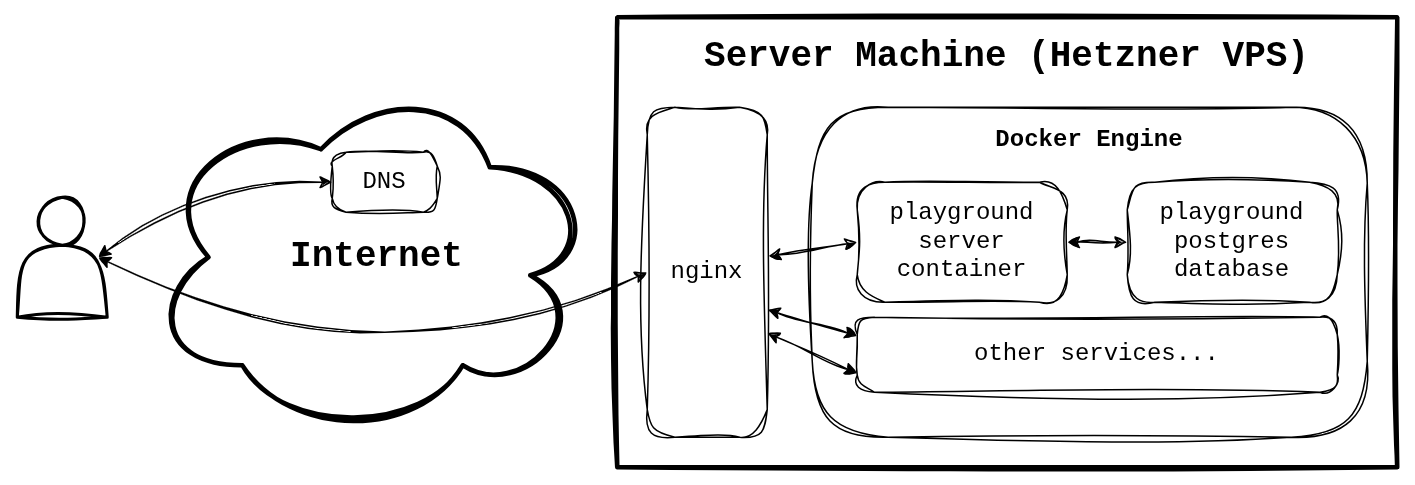 Server Machine (Hetzner VPS)
Docker Engine
DNS
Internet
nginx
playground
server
container
playground
postgres
database
other services...